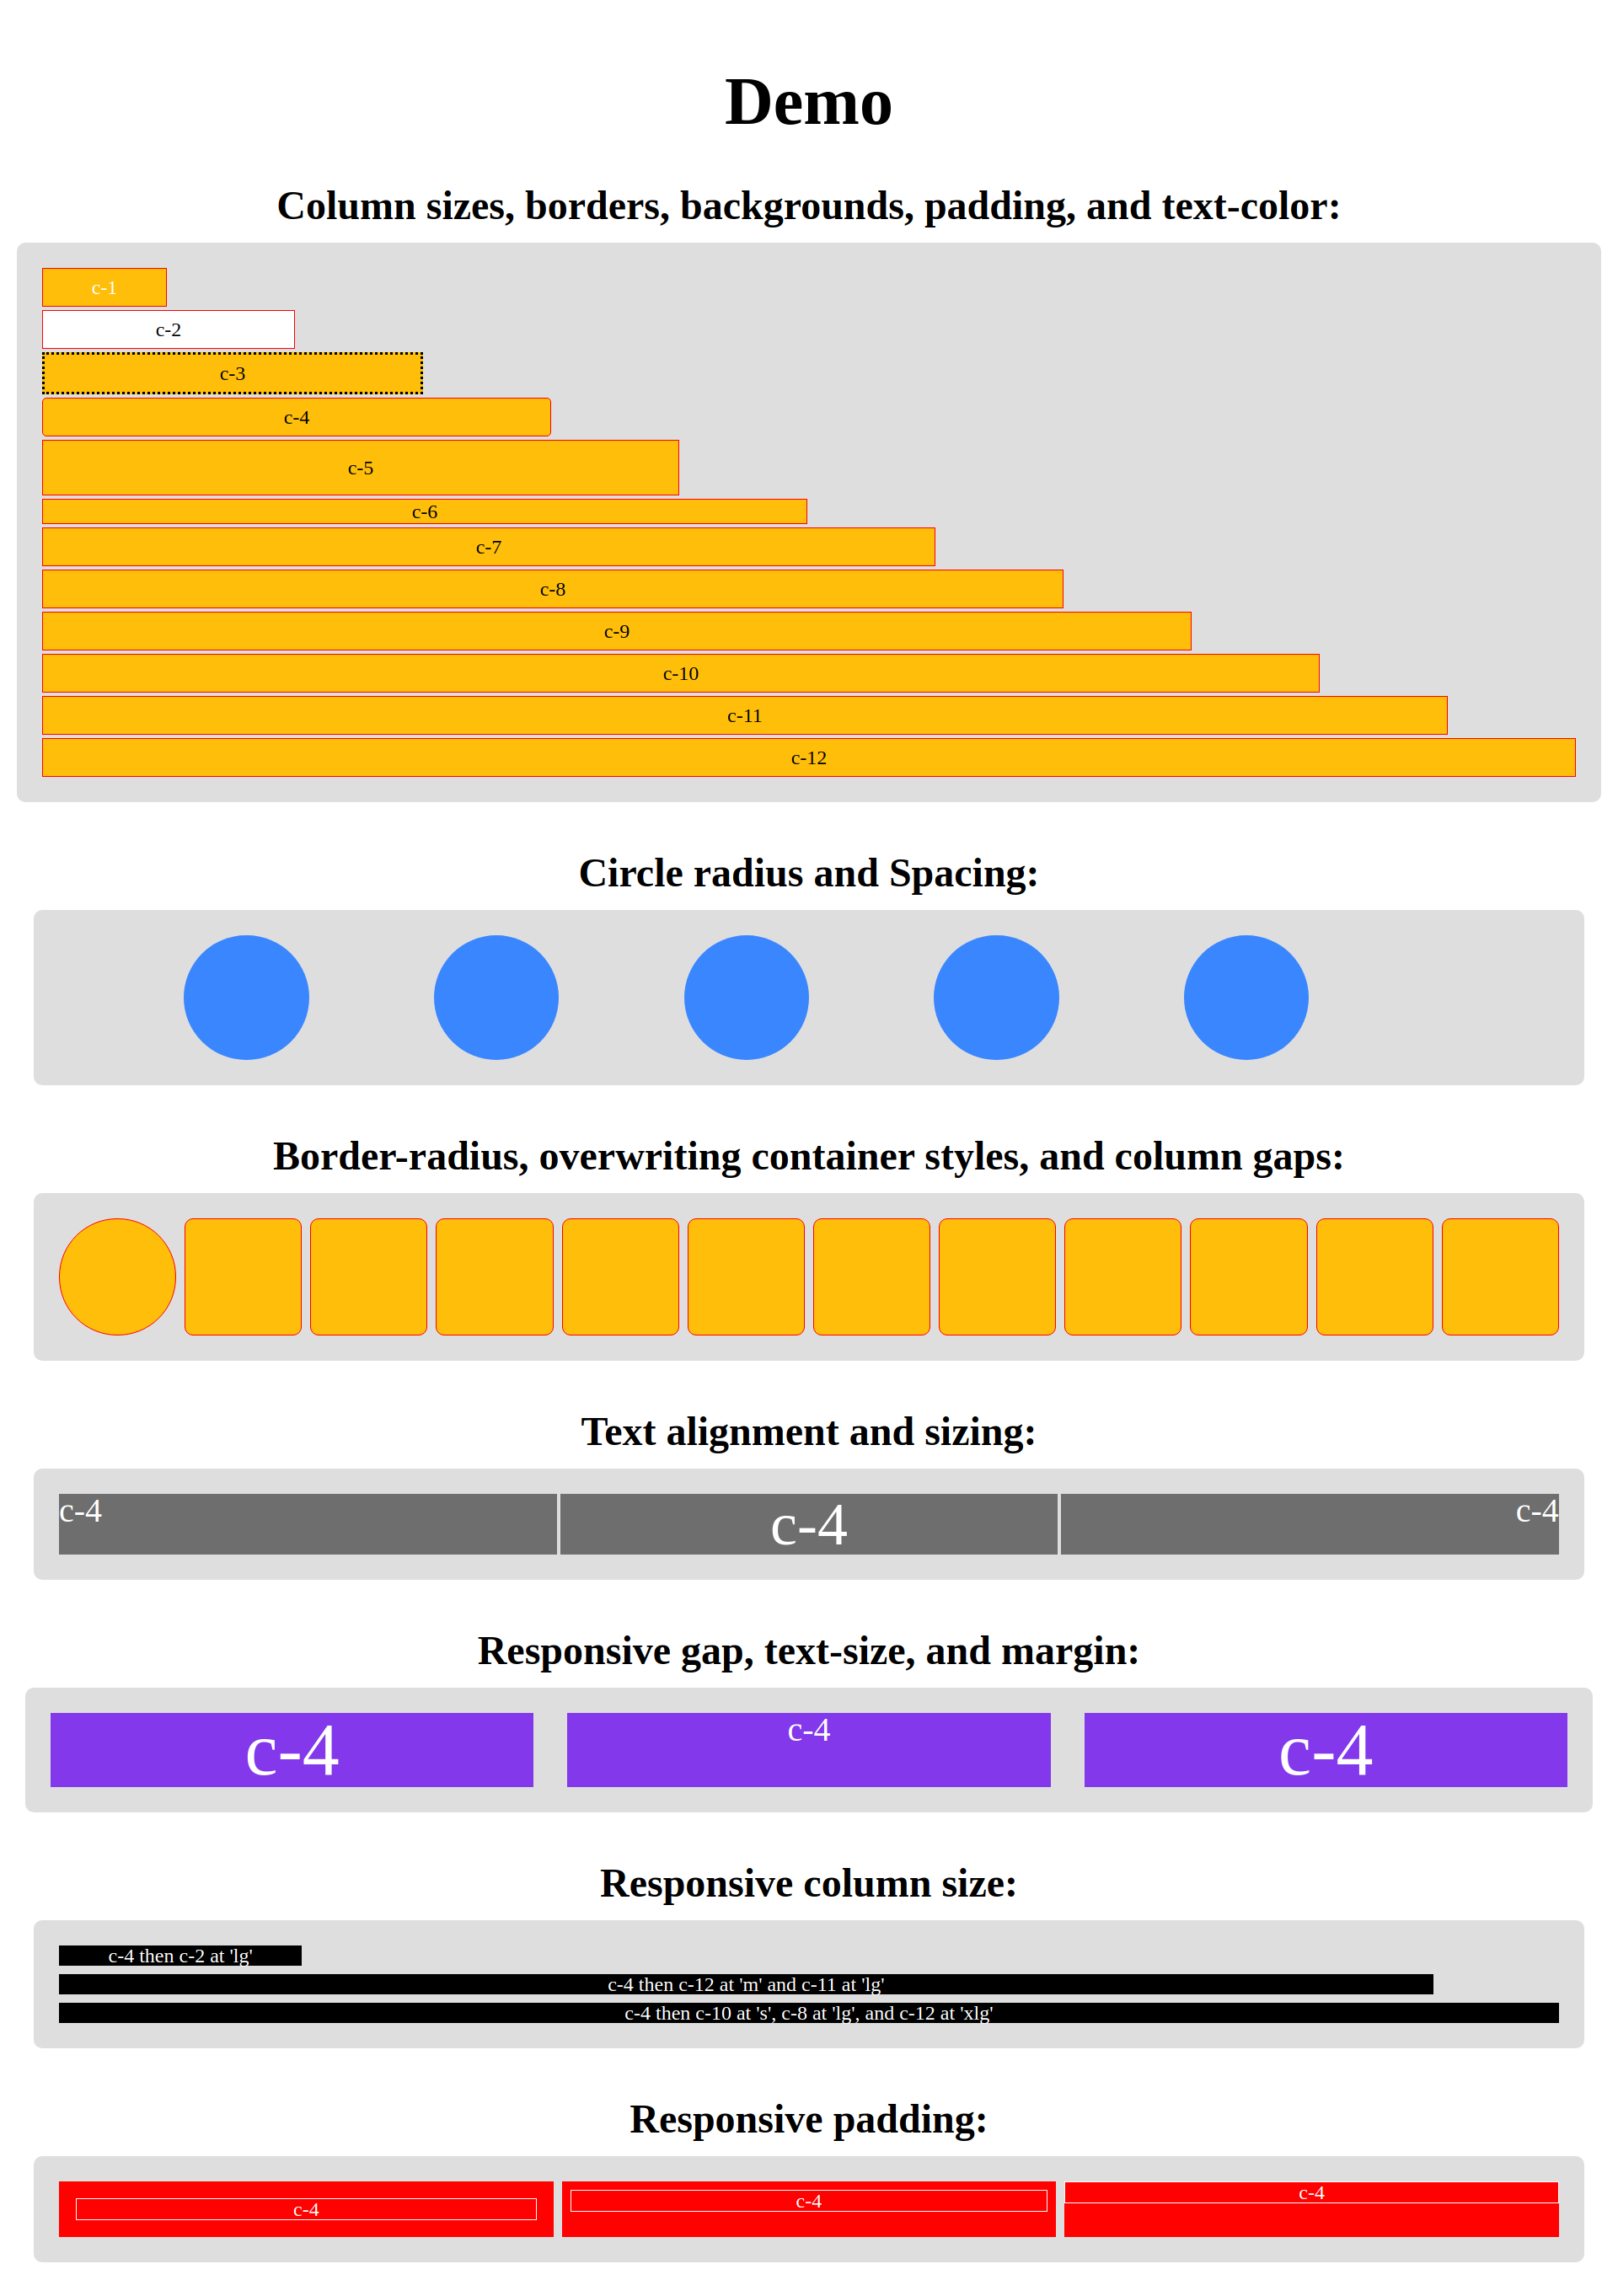 Demo
Column sizes, borders, backgrounds, padding, and text-color:
c-1
c-2
c-3
c-4
c-5
c-6
c-7
c-8
c-9
c-10
c-11
c-12
Circle radius and Spacing:
Border-radius, overwriting container styles, and column gaps:
Text alignment and sizing:
c-4
c-4
c-4
Responsive gap, text-size, and margin:
c-4
c-4
c-4
Responsive column size:
c-4 then c-2 at 'lg'
c-4 then c-12 at 'm' and c-11 at 'lg'
c-4 then c-10 at 's', c-8 at 'lg', and c-12 at 'xlg'
Responsive padding:
c-4
c-4
c-4